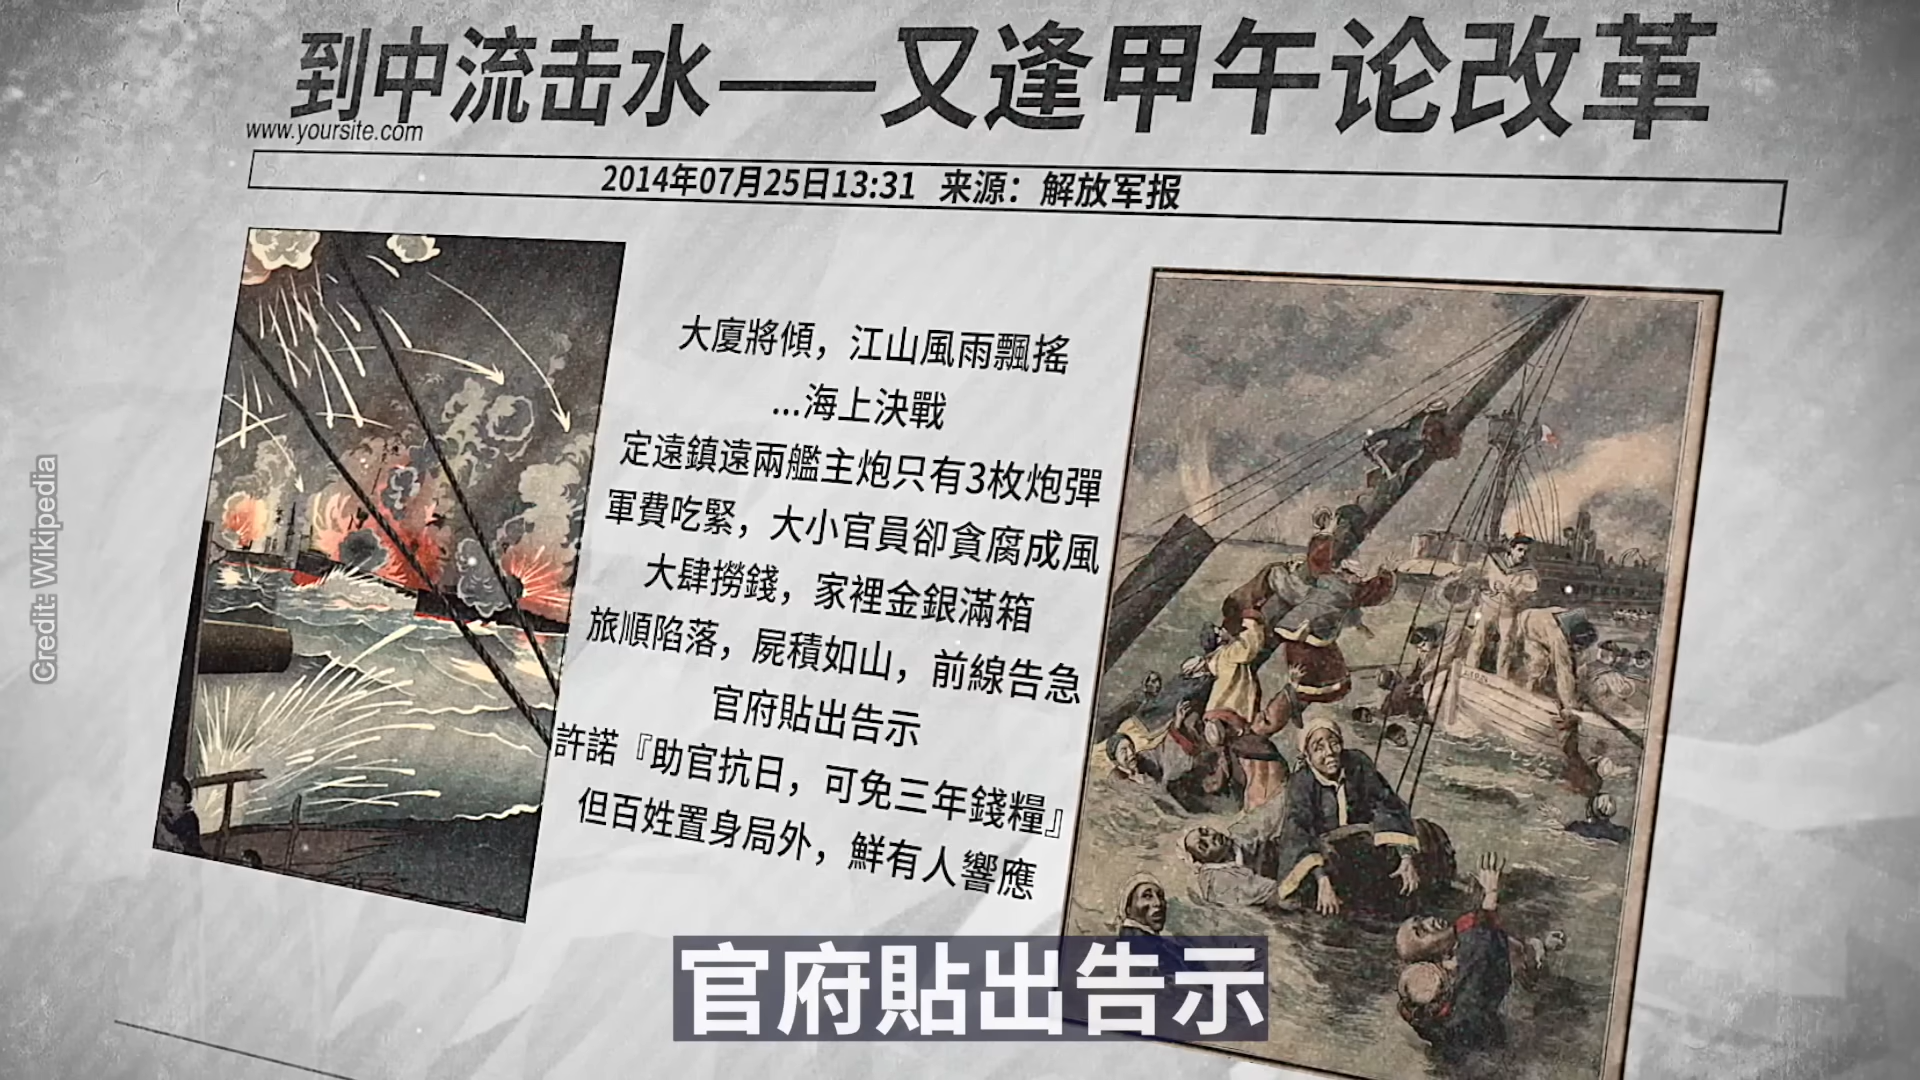 到中流击水——又逢甲午论改革
www.yoursite.com
2014年07月25日13:31 来源：解放军报
大廈將傾，江山風雨飄搖
...海上決戰
定遠鎮遠兩艦主炮只有3枚炮彈
軍費吃緊，大小官員卻貪腐成風
大肆撈錢，家裡金銀滿箱
旅順陷落，屍積如山，前線告急
官府貼出告示
許諾『助官抗日，可免三年錢糧』
但百姓置身局外，鮮有人響應
Credit: Wikipedia
官府貼出告示